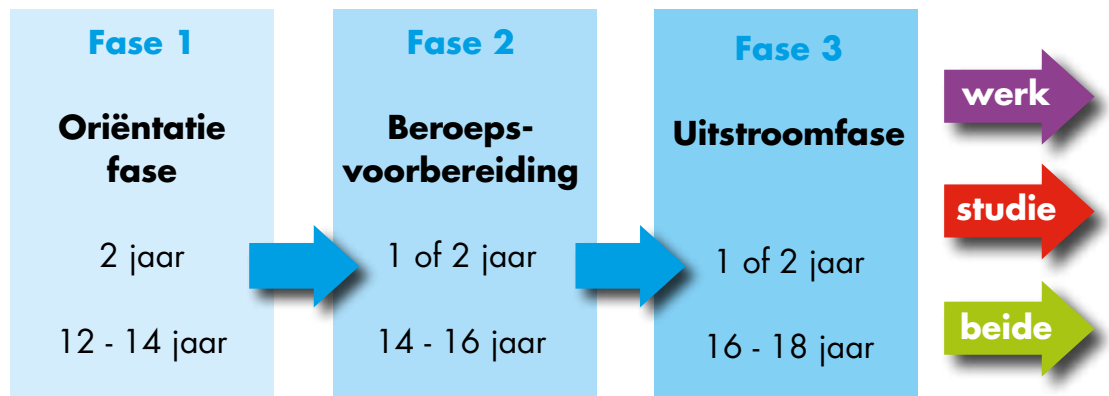 Fase 1
Oriëntatie
fase
2 jaar
12 - 14 jaar
Fase 2
Beroeps-
voorbereiding
1 of 2 jaar
14 - 16 jaar
Fase 3
Uitstroomfase
1 of 2 jaar
16 - 18 jaar
werk
studie
beide